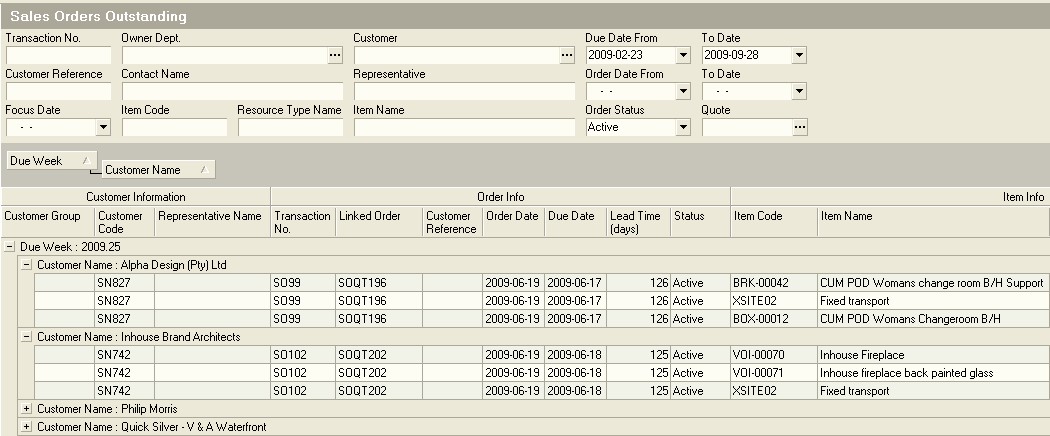 Sales Orders Outstanding
Transaction No. Owner Dept. Customer Due Date From To Date
... ... 2009-02-23 2009-09-28
Customer Reference Contact Name Representative Order Date From To Date
- - - -
Focus Date Item Code Resource Type Name Item Name Order Status Quote
- - Active ...
Due Week
Customer Name
Customer Information Order Info Item Info
Customer Group Customer Code Representative Name Transaction No. Linked Order Customer Reference Order Date Due Date Lead Time (days) Status Item Code Item Name
Due Week : 2009.25
Customer Name : Alpha Design (Pty) Ltd
SN827 SO99 SOQT196 2009-06-19 2009-06-17 126 Active BRK-00042 CUM POD Womans change room B/H Support
SN827 SO99 SOQT196 2009-06-19 2009-06-17 126 Active XSITE02 Fixed transport
SN827 SO99 SOQT196 2009-06-19 2009-06-17 126 Active BOX-00012 CUM POD Womans Changeroom B/H
Customer Name : Inhouse Brand Architects
SN742 SO102 SOQT202 2009-06-19 2009-06-18 125 Active VOI-00070 Inhouse Fireplace
SN742 SO102 SOQT202 2009-06-19 2009-06-18 125 Active VOI-00071 Inhouse fireplace back painted glass
SN742 SO102 SOQT202 2009-06-19 2009-06-18 125 Active XSITE02 Fixed transport
Customer Name : Philip Morris
Customer Name : Quick Silver - V & A Waterfront